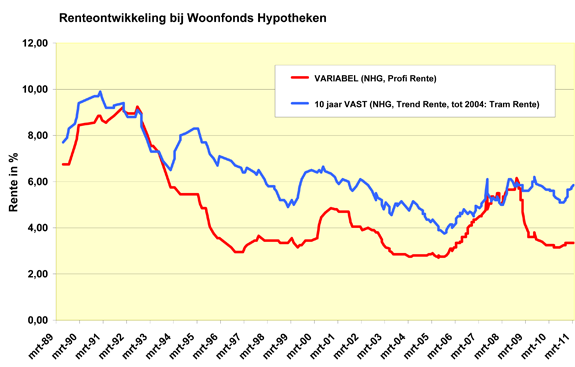 Renteontwikkeling bij Woonfonds Hypotheken
12,00
10,00
8,00
6,00
4,00
2,00
0,00
Rente in %
VARIABEL (NHG, Profi Rente)
10 jaar VAST (NHG, Trend Rente, tot 2004: Tram Rente)
mrt-89
mrt-90
mrt-91
mrt-92
mrt-93
mrt-94
mrt-95
mrt-96
mrt-97
mrt-98
mrt-99
mrt-00
mrt-01
mrt-02
mrt-03
mrt-04
mrt-05
mrt-06
mrt-07
mrt-08
mrt-09
mrt-10
mrt-11